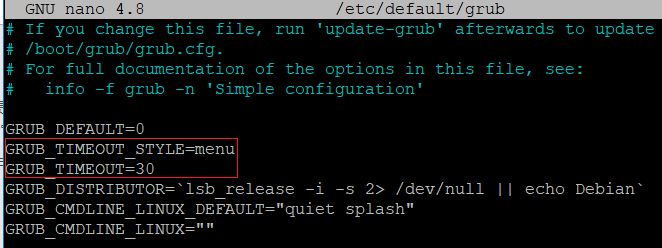 GNU nano 4.8 /etc/default/grub
# If you change this file, run 'update-grub' afterwards to update
# /boot/grub/grub.cfg.
# For full documentation of the options in this file, see:
#   info -f grub -n 'Simple configuration'
GRUB_DEFAULT=0
GRUB_TIMEOUT_STYLE=menu
GRUB_TIMEOUT=30
GRUB_DISTRIBUTOR=`lsb_release -i -s 2> /dev/null || echo Debian`
GRUB_CMDLINE_LINUX_DEFAULT="quiet splash"
GRUB_CMDLINE_LINUX=""